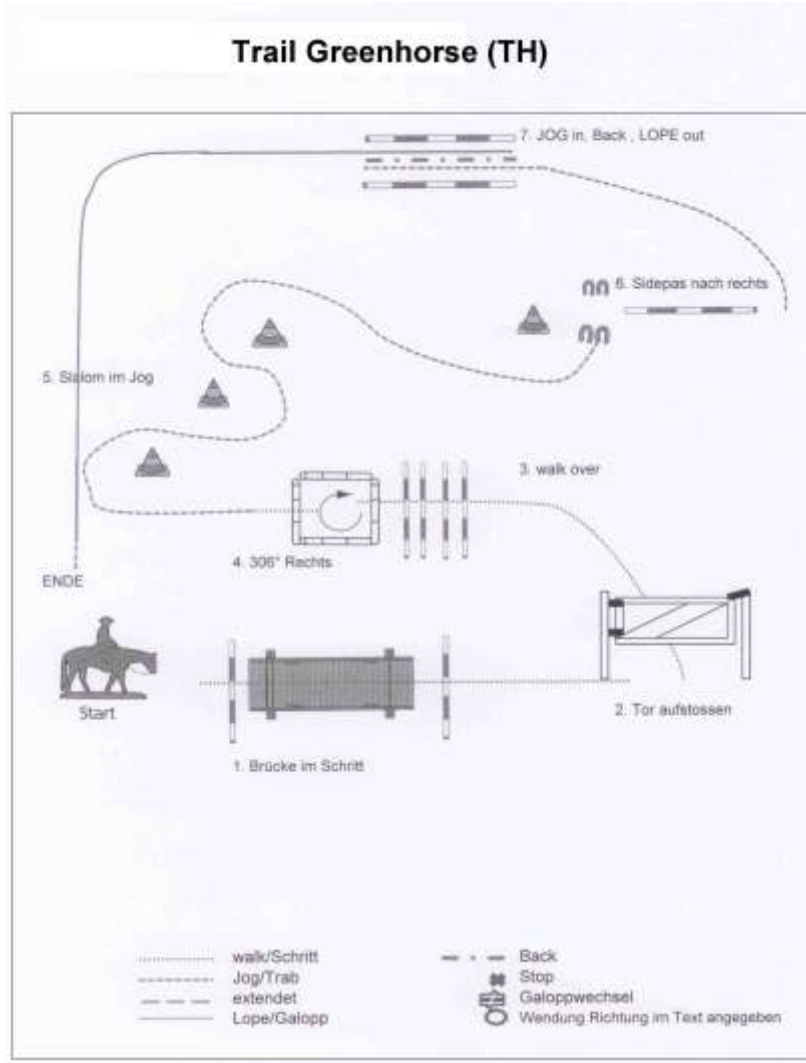 Trail Greenhorse (TH)
7. JOG in, Back , LOPE out
6. Sidepas nach rechts
5. Slalom im Jog
3. walk over
4. 306° Rechts
ENDE
2. Tor aufstossen
Start
1. Brücke im Schritt
walk/Schritt
Jog/Trab
extendet
Lope/Galopp
Back
Stop
Galoppwechsel
Wendung Richtung im Text angegeben